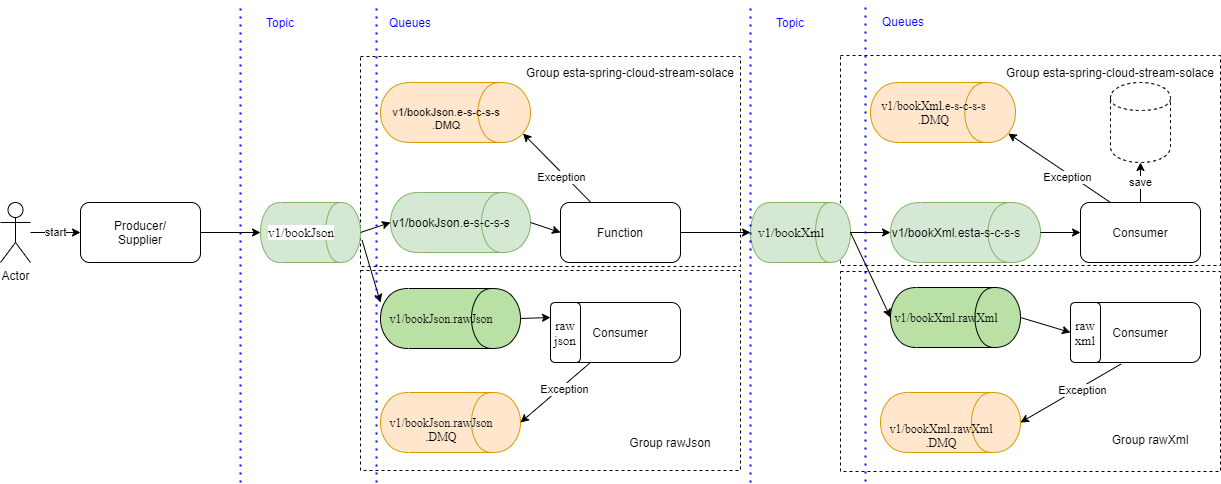 Topic
Queues
Topic
Queues
Group esta-spring-cloud-stream-solace
v1/bookJson.e-s-c-s-s
.DMQ
Exception
v1/bookJson.e-s-c-s-s
Function
Actor
start
Producer/
Supplier
v1/bookJson
v1/bookJson.rawJson
raw
json
Consumer
Exception
v1/bookJson.rawJson
.DMQ
Group rawJson
v1/bookXml
Group esta-spring-cloud-stream-solace
v1/bookXml.e-s-c-s-s
.DMQ
Exception
save
v1/bookXml.esta-s-c-s-s
Consumer
v1/bookXml.rawXml
raw
xml
Consumer
Exception
v1/bookXml.rawXml
.DMQ
Group rawXml